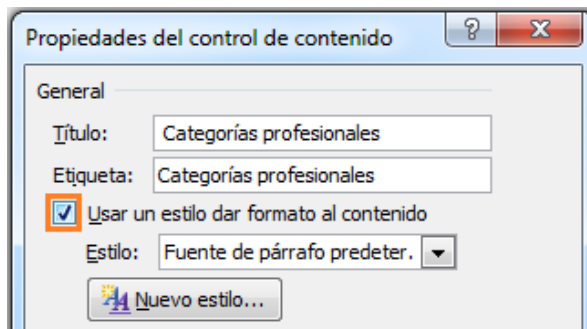 Propiedades del control de contenido ? X
General
Título: Categorías profesionales
Etiqueta: Categorías profesionales
Usar un estilo dar formato al contenido
Estilo: Fuente de párrafo predeter.
Nuevo estilo...